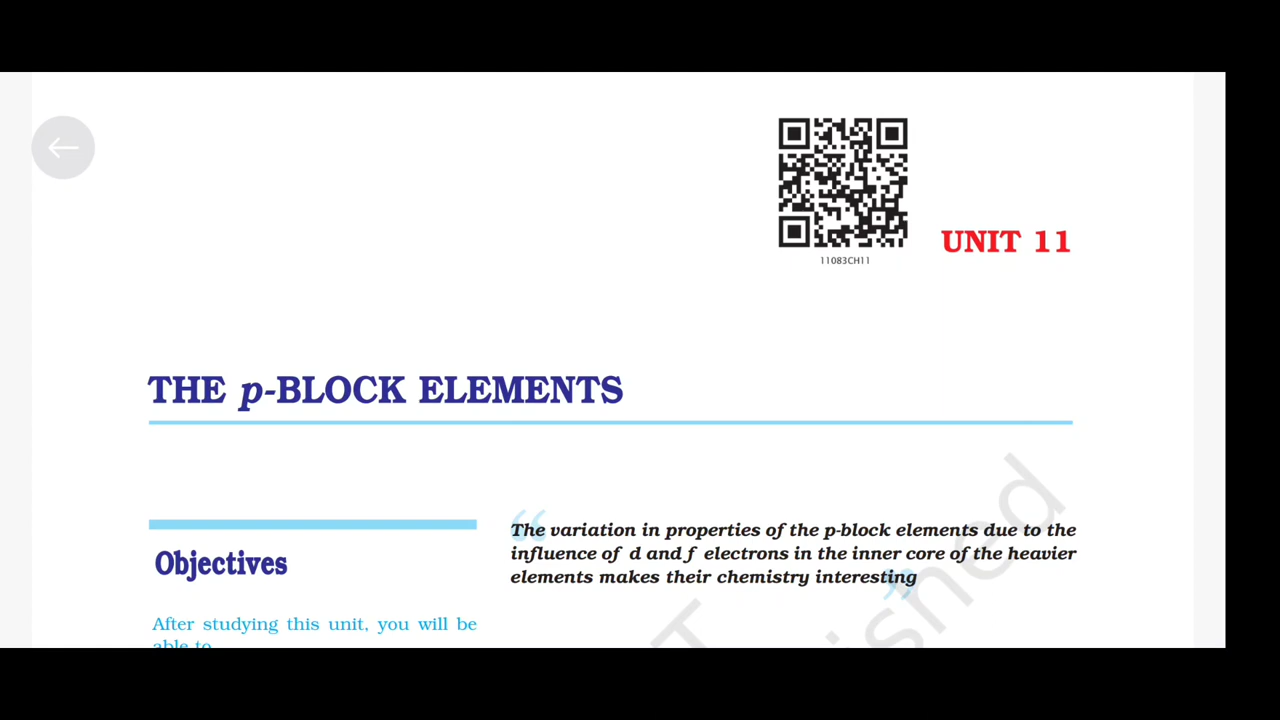 11083CH11
UNIT 11
THE p-BLOCK ELEMENTS
Objectives
After studying this unit, you will be
able to
“
The variation in properties of the p-block elements due to the
influence of d and f electrons in the inner core of the heavier
elements makes their chemistry interesting
”